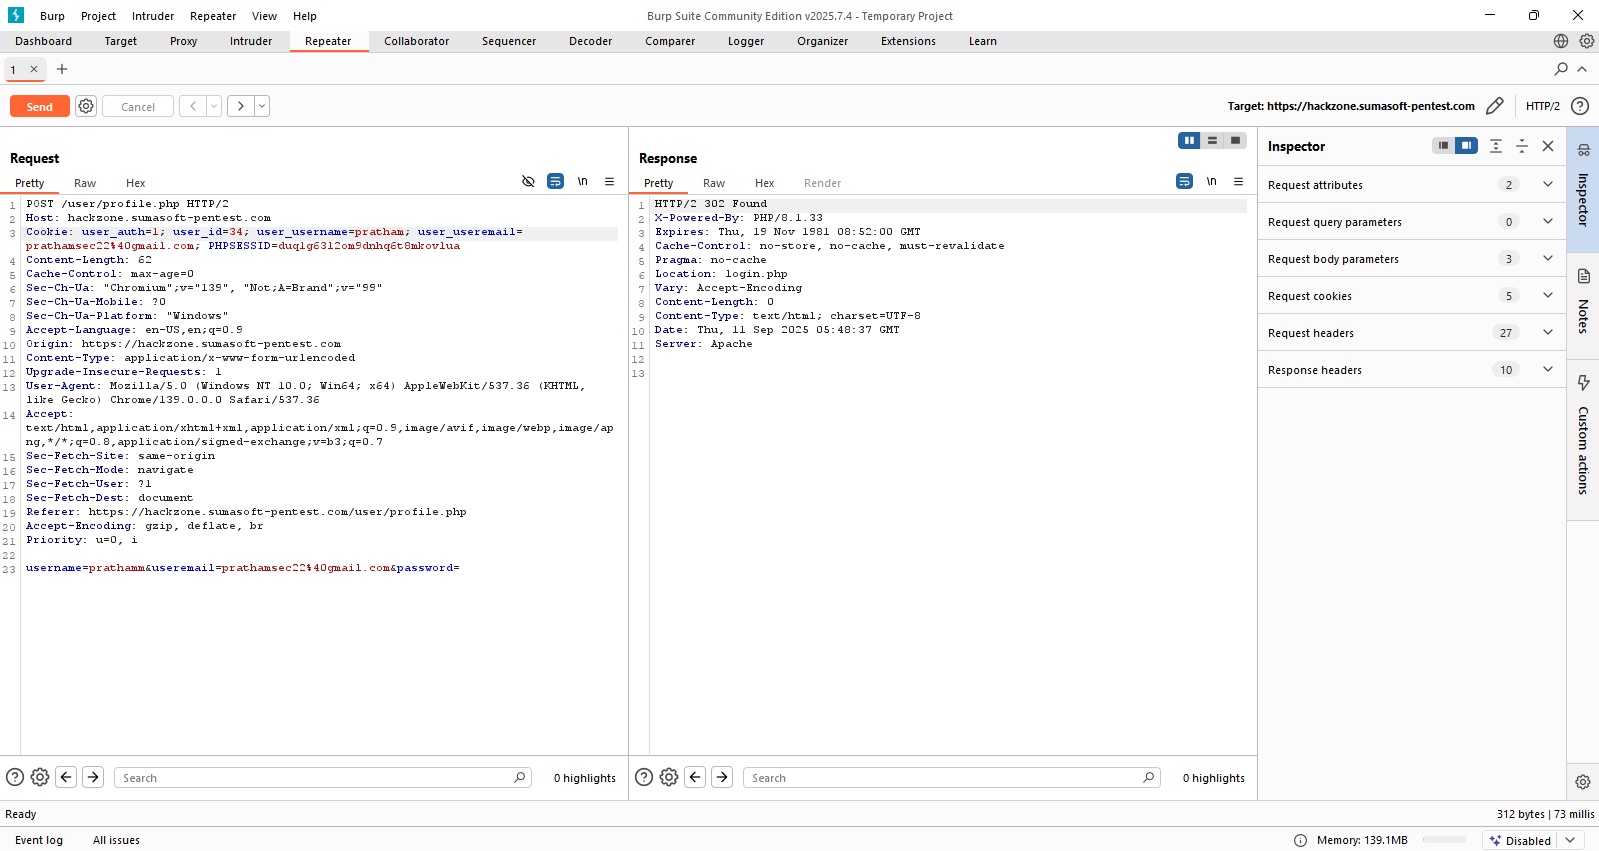 Burp Project Intruder Repeater View Help Burp Suite Community Edition v2025.7.4 - Temporary Project
Dashboard Target Proxy Intruder Repeater Collaborator Sequencer Decoder Comparer Logger Organizer Extensions Learn
1 × +
Send Cancel < > Target: https://hackzone.sumasoft-pentest.com HTTP/2 ?
Request
Pretty Raw Hex \n
1 POST /user/profile.php HTTP/2
2 Host: hackzone.sumasoft-pentest.com
3 Cookie: user_auth=1; user_id=34; user_username=pratham; user_useremail=
prathamsec22%40gmail.com; PHPSESSID=duqlg63l2om9dnhq6t8mkovlua
4 Content-Length: 62
5 Cache-Control: max-age=0
6 Sec-Ch-Ua: "Chromium";v="139", "Not;A=Brand";v="99"
7 Sec-Ch-Ua-Mobile: ?0
8 Sec-Ch-Ua-Platform: "Windows"
9 Accept-Language: en-US,en;q=0.9
10 Origin: https://hackzone.sumasoft-pentest.com
11 Content-Type: application/x-www-form-urlencoded
12 Upgrade-Insecure-Requests: 1
13 User-Agent: Mozilla/5.0 (Windows NT 10.0; Win64; x64) AppleWebKit/537.36 (KHTML,
like Gecko) Chrome/139.0.0.0 Safari/537.36
14 Accept:
text/html,application/xhtml+xml,application/xml;q=0.9,image/avif,image/webp,image/ap
ng,*/*;q=0.8,application/signed-exchange;v=b3;q=0.7
15 Sec-Fetch-Site: same-origin
16 Sec-Fetch-Mode: navigate
17 Sec-Fetch-User: ?1
18 Sec-Fetch-Dest: document
19 Referer: https://hackzone.sumasoft-pentest.com/user/profile.php
20 Accept-Encoding: gzip, deflate, br
21 Priority: u=0, i
22
23 username=prathamm&useremail=prathamsec22%40gmail.com&password=
? Search 0 highlights
Response
Pretty Raw Hex Render \n
1 HTTP/2 302 Found
2 X-Powered-By: PHP/8.1.33
3 Expires: Thu, 19 Nov 1981 08:52:00 GMT
4 Cache-Control: no-store, no-cache, must-revalidate
5 Pragma: no-cache
6 Location: login.php
7 Vary: Accept-Encoding
8 Content-Length: 0
9 Content-Type: text/html; charset=UTF-8
10 Date: Thu, 11 Sep 2025 05:48:37 GMT
11 Server: Apache
12
13
? Search 0 highlights
Inspector
Request attributes 2
Request query parameters 0
Request body parameters 3
Request cookies 5
Request headers 27
Response headers 10
Inspector
Notes
Custom actions
Ready 312 bytes | 73 millis
Event log All issues Memory: 139.1MB Disabled